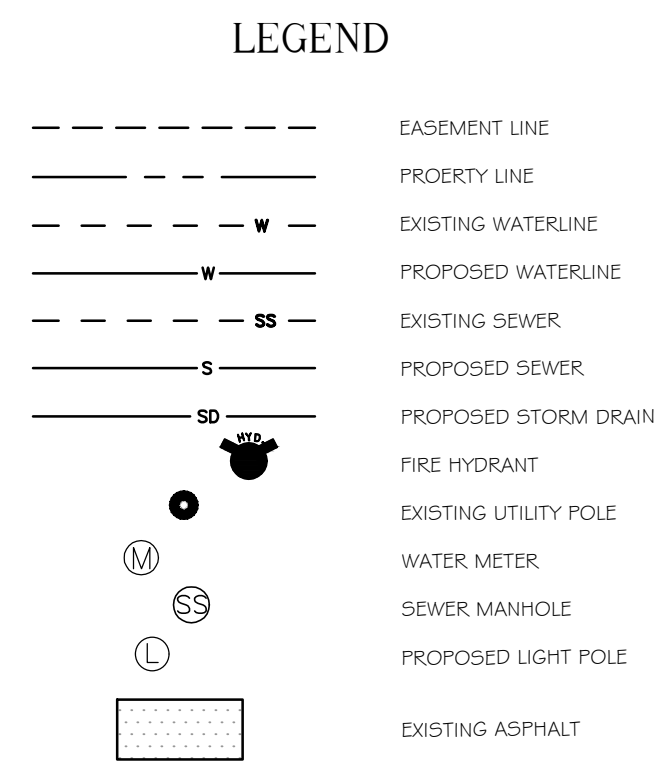 LEGEND
EASEMENT LINE
PROERTY LINE
W EXISTING WATERLINE
W PROPOSED WATERLINE
SS EXISTING SEWER
S PROPOSED SEWER
SD PROPOSED STORM DRAIN
HYD. FIRE HYDRANT
EXISTING UTILITY POLE
M WATER METER
SS SEWER MANHOLE
L PROPOSED LIGHT POLE
EXISTING ASPHALT